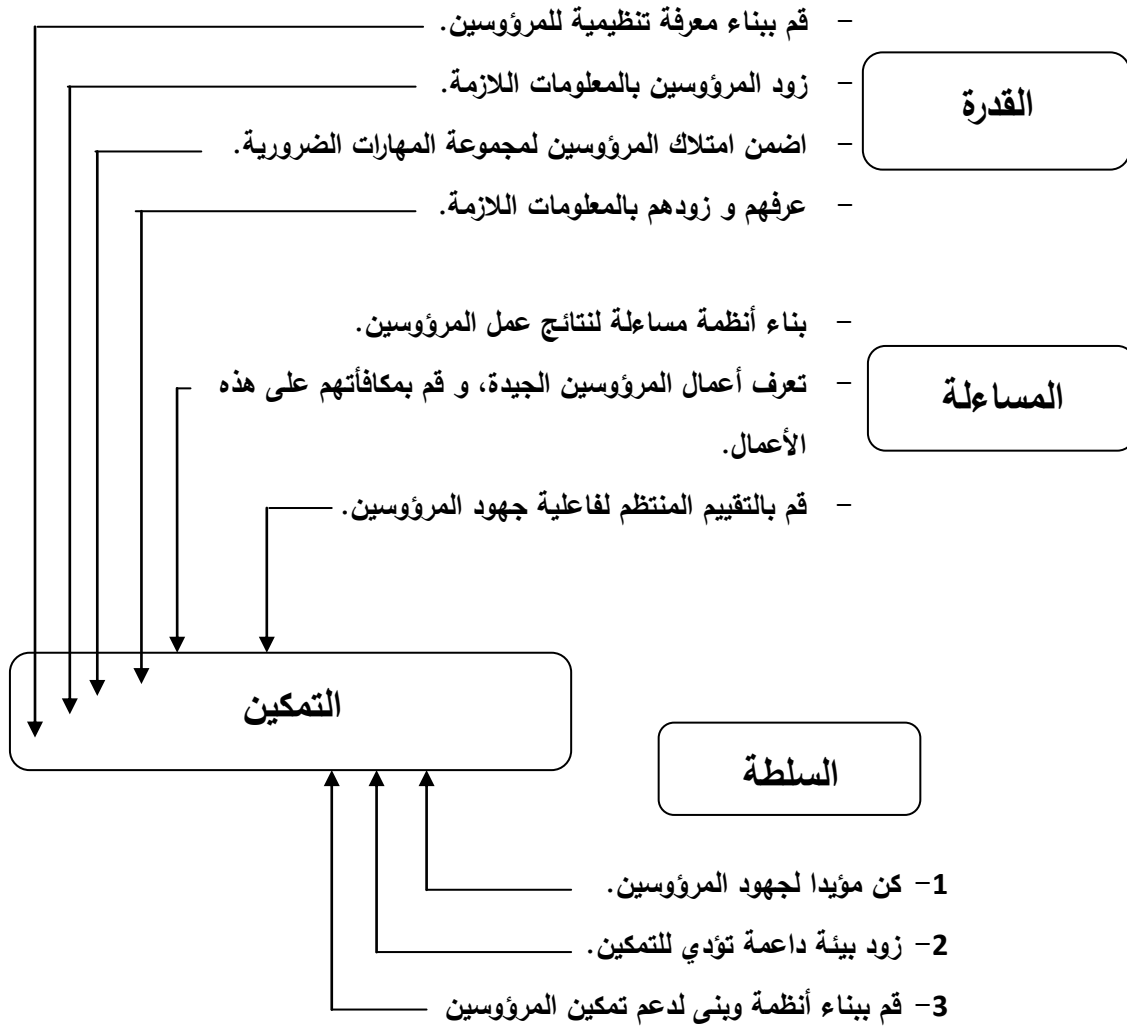 - قم ببناء معرفة تنظيمية للمرؤوسين.
القدرة
- زود المرؤوسين بالمعلومات اللازمة.
- اضمن امتلاك المرؤوسين لمجموعة المهارات الضرورية.
- عرفهم و زودهم بالمعلومات اللازمة.
- بناء أنظمة مساءلة لنتائج عمل المرؤوسين.
المساءلة
- تعرف أعمال المرؤوسين الجيدة، و قم بمكافأتهم على هذه
الأعمال.
- قم بالتقييم المنتظم لفاعلية جهود المرؤوسين.
التمكين
السلطة
1- كن مؤيدا لجهود المرؤوسين.
2- زود بيئة داعمة تؤدي للتمكين.
3- قم ببناء أنظمة وبنى لدعم تمكين المرؤوسين